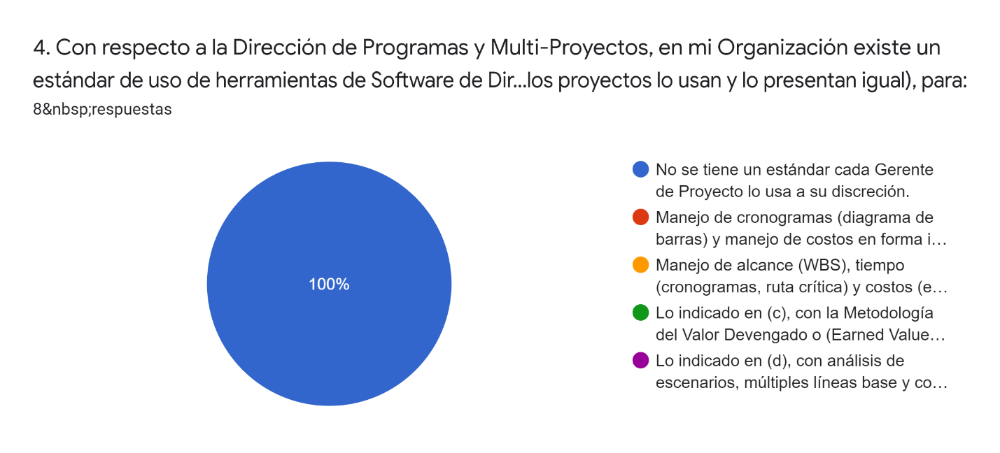 4. Con respecto a la Dirección de Programas y Multi-Proyectos, en mi Organización existe un
estándar de uso de herramientas de Software de Dir...los proyectos lo usan y lo presentan igual), para:
8&nbsp;respuestas
100%
No se tiene un estándar cada Gerente
de Proyecto lo usa a su discreción.
Manejo de cronogramas (diagrama de
barras) y manejo de costos en forma i…
Manejo de alcance (WBS), tiempo
(cronogramas, ruta crítica) y costos (e…
Lo indicado en (c), con la Metodología
del Valor Devengado o (Earned Value…
Lo indicado en (d), con análisis de
escenarios, múltiples líneas base y co…